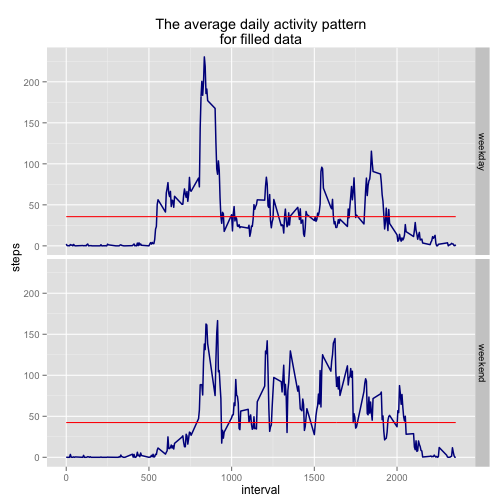 The average daily activity pattern
for filled data
200
150
100
50
0
weekday
200
150
100
50
0
weekend
steps
0 500 1000 1500 2000
interval